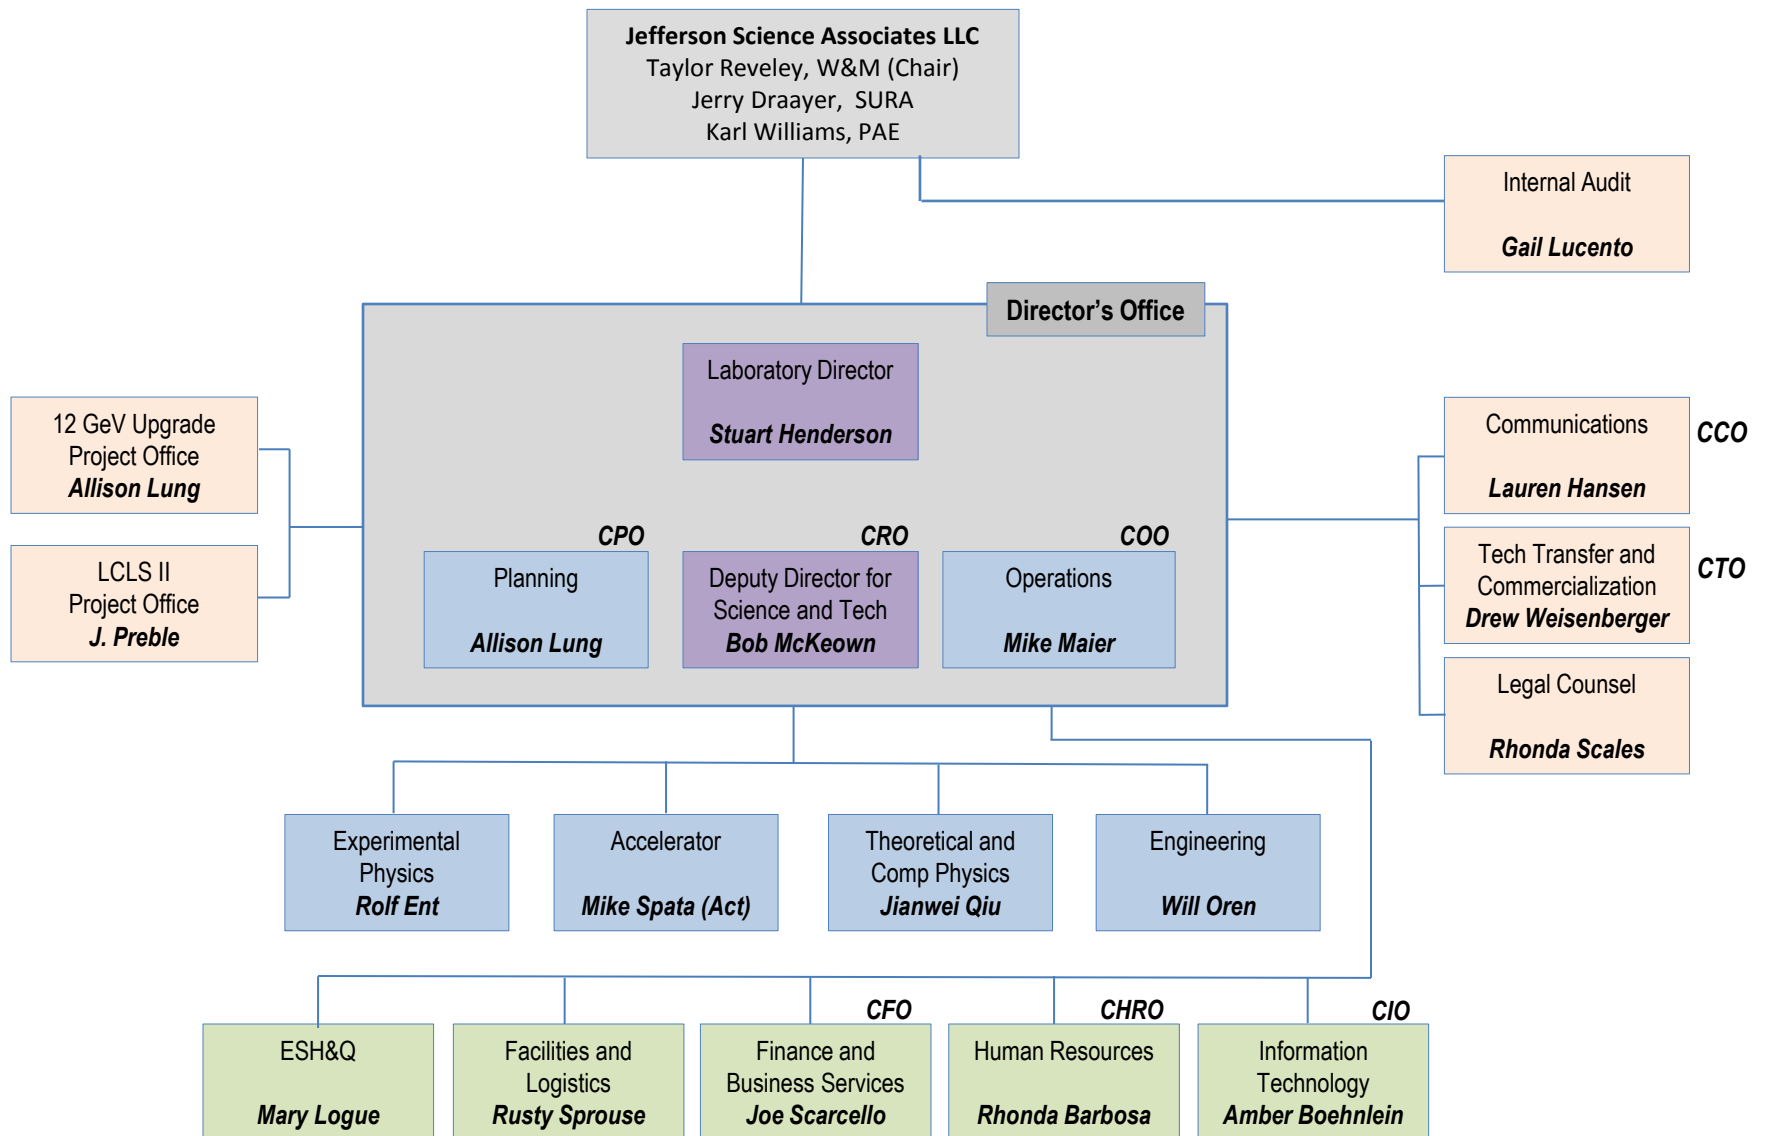 Jefferson Science Associates LLC
Taylor Reveley, W&M (Chair)
Jerry Draayer, SURA
Karl Williams, PAE
Internal Audit
Gail Lucento
Director's Office
Laboratory Director
Stuart Henderson
12 GeV Upgrade
Project Office
Allison Lung
LCLS II
Project Office
J. Preble
CPO
Planning
Allison Lung
CRO
Deputy Director for
Science and Tech
Bob McKeown
COO
Operations
Mike Maier
Communications
Lauren Hansen
CCO
Tech Transfer and
Commercialization
Drew Weisenberger
CTO
Legal Counsel
Rhonda Scales
Experimental
Physics
Rolf Ent
Accelerator
Mike Spata (Act)
Theoretical and
Comp Physics
Jianwei Qiu
Engineering
Will Oren
ESH&Q
Mary Logue
Facilities and
Logistics
Rusty Sprouse
CFO
Finance and
Business Services
Joe Scarcello
CHRO
Human Resources
Rhonda Barbosa
CIO
Information
Technology
Amber Boehnlein